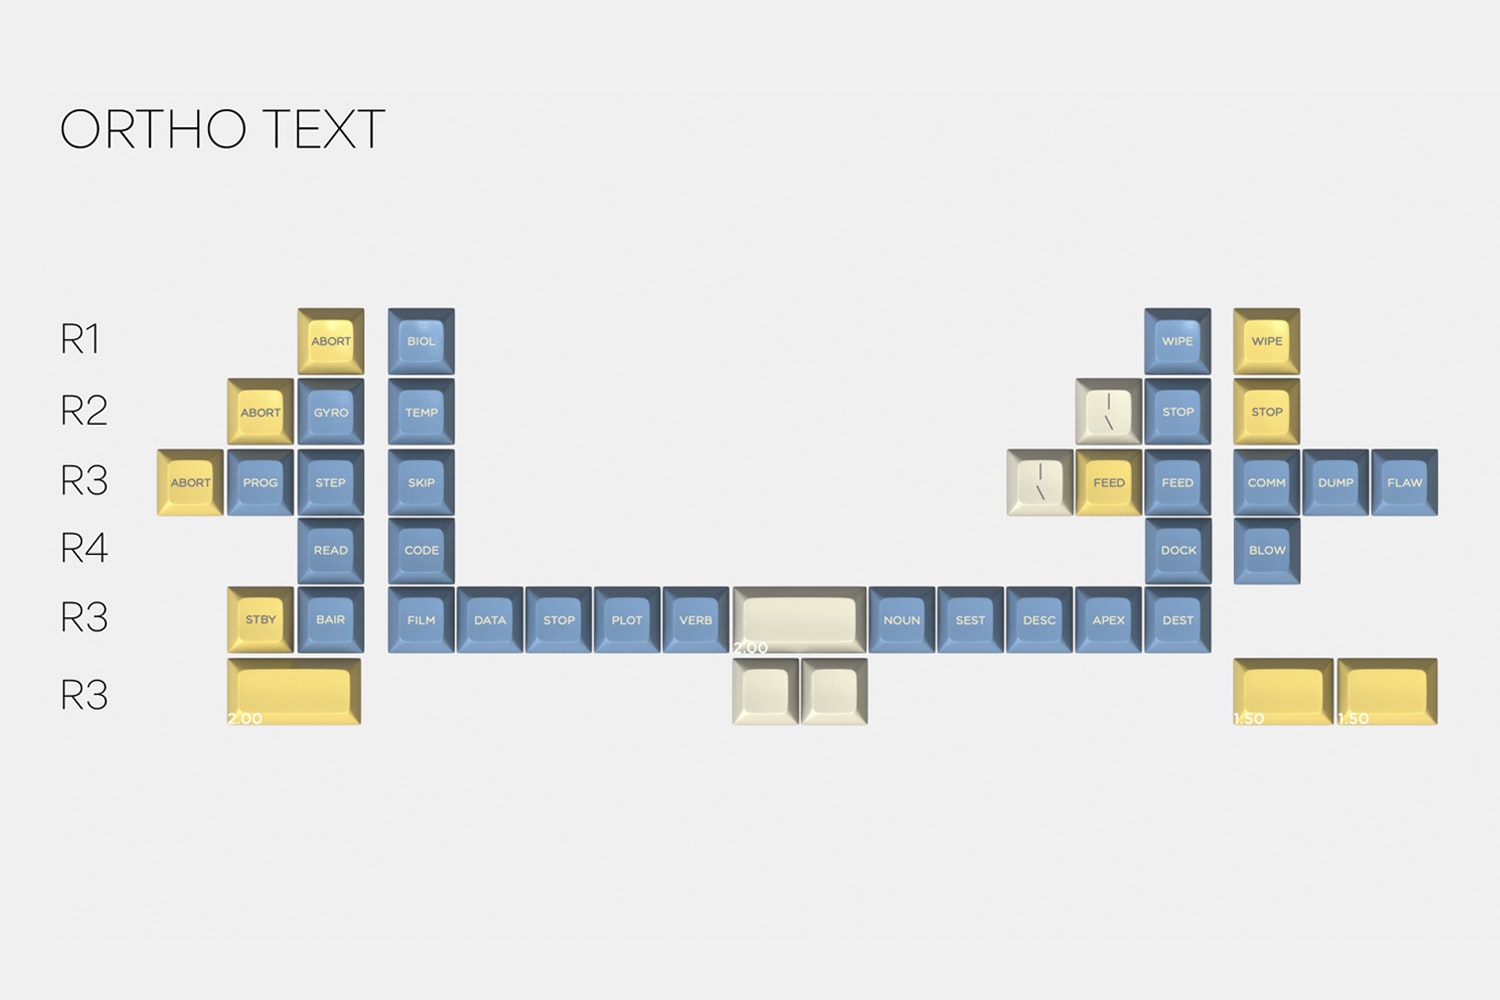 ORTHO TEXT
R1 ABORT BIOL WIPE WIPE
R2 ABORT GYRO TEMP | \ STOP STOP
R3 ABORT PROG STEP SKIP | \ FEED FEED COMM DUMP FLAW
R4 READ CODE DOCK BLOW
R3 STBY BAIR FILM DATA STOP PLOT VERB 2.00 NOUN SEST DESC APEX DEST
R3 2.00 1.50 1.50